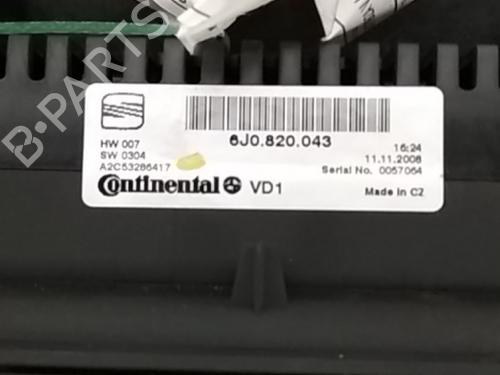 B-PARTS
HW 007
SW 0304
A2C53286417
6J0.820.043
16:24
11.11.2008
Serial No. 0057064
Continental VD1
Made in CZ